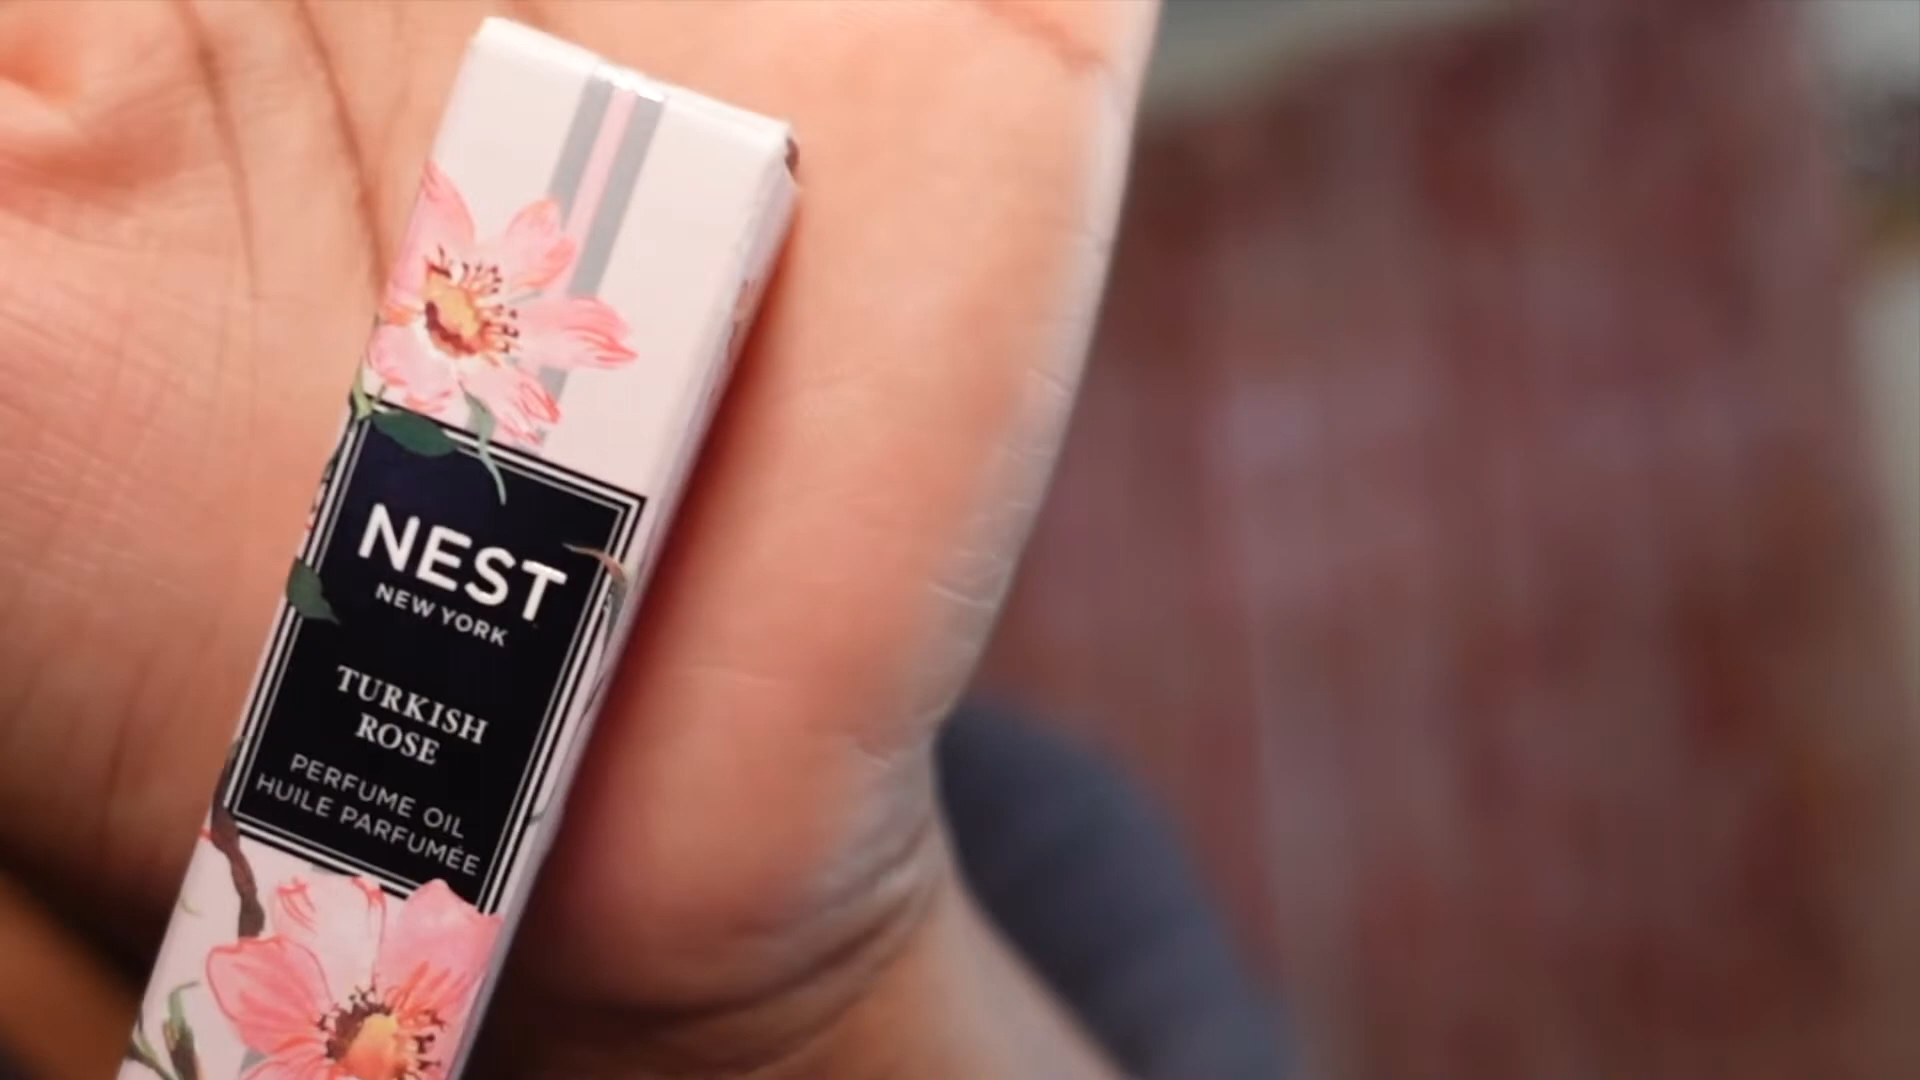 NEST
NEW YORK
TURKISH
ROSE
PERFUME OIL
HUILE PARFUMÉE